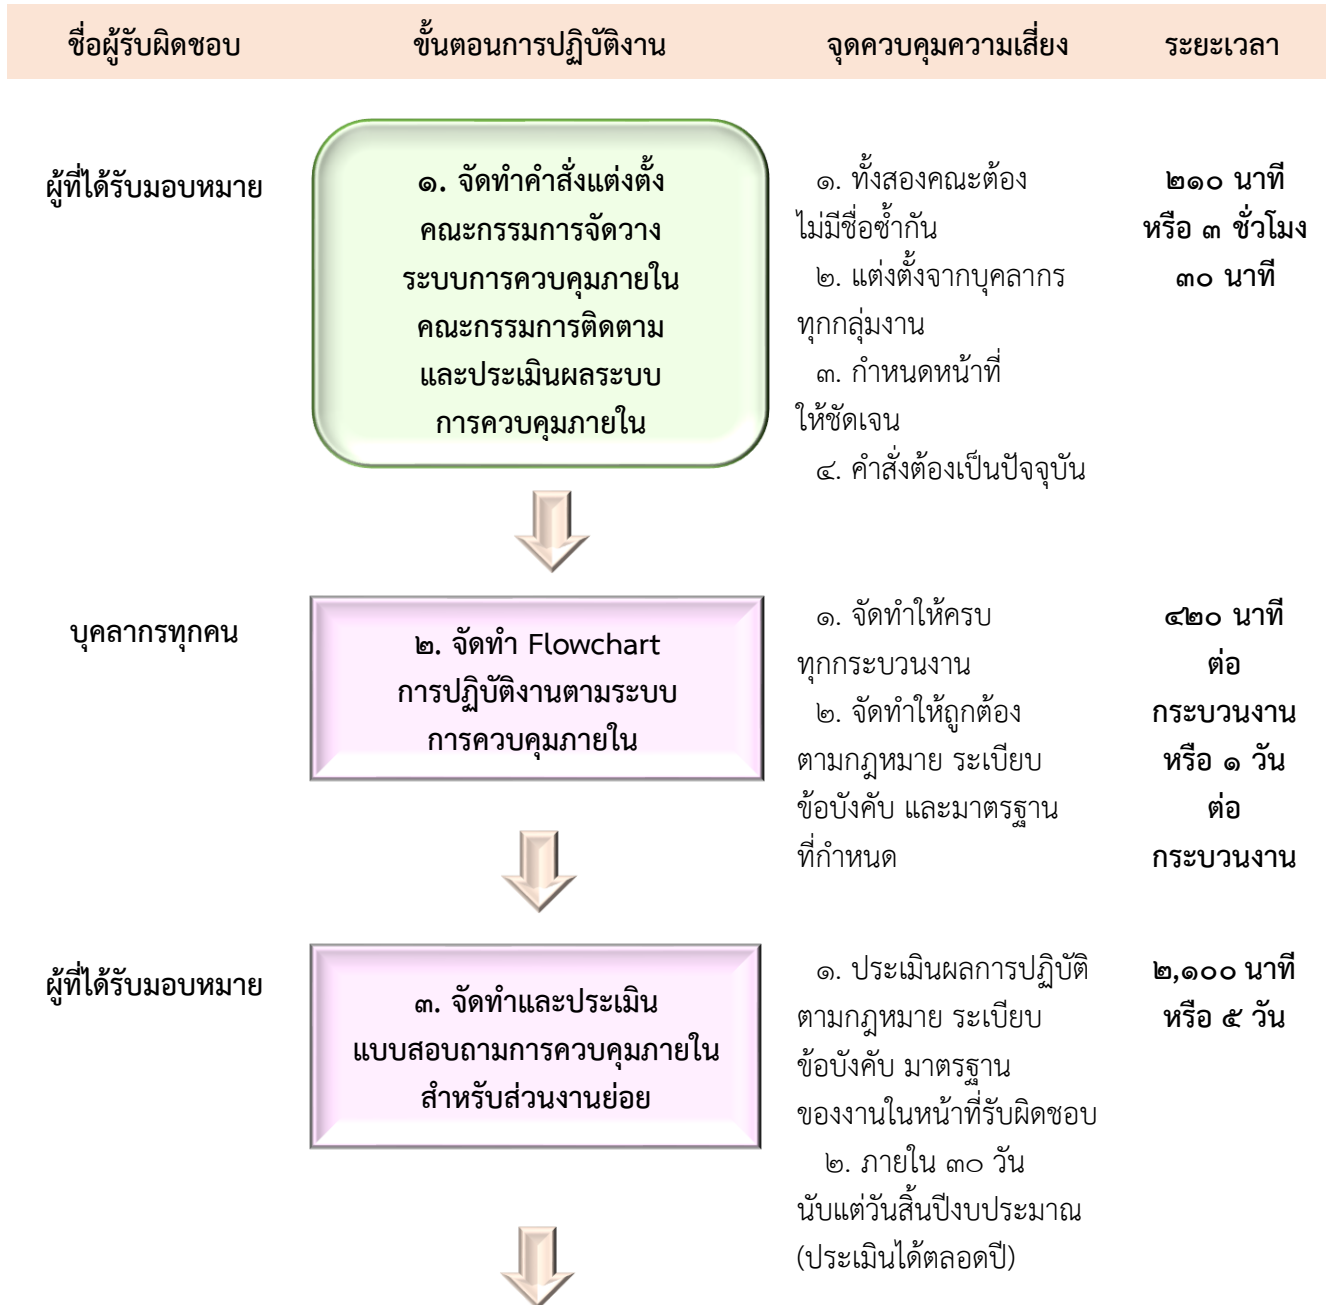 ชื่อผู้รับผิดชอบ ขั้นตอนการปฏิบัติงาน จุดควบคุมความเสี่ยง ระยะเวลา
ผู้ที่ได้รับมอบหมาย
๑. จัดทำคำสั่งแต่งตั้ง
คณะกรรมการจัดวาง
ระบบการควบคุมภายใน
คณะกรรมการติดตาม
และประเมินผลระบบ
การควบคุมภายใน
๑. ทั้งสองคณะต้อง
ไม่มีชื่อซ้ำกัน
๒. แต่งตั้งจากบุคลากร
ทุกกลุ่มงาน
๓. กำหนดหน้าที่
ให้ชัดเจน
๔. คำสั่งต้องเป็นปัจจุบัน
๒๑๐ นาที
หรือ ๓ ชั่วโมง
๓๐ นาที
บุคลากรทุกคน
๒. จัดทำ Flowchart
การปฏิบัติงานตามระบบ
การควบคุมภายใน
๑. จัดทำให้ครบ
ทุกกระบวนงาน
๒. จัดทำให้ถูกต้อง
ตามกฎหมาย ระเบียบ
ข้อบังคับ และมาตรฐาน
ที่กำหนด
๔๒๐ นาที
ต่อ
กระบวนงาน
หรือ ๑ วัน
ต่อ
กระบวนงาน
ผู้ที่ได้รับมอบหมาย
๓. จัดทำและประเมิน
แบบสอบถามการควบคุมภายใน
สำหรับส่วนงานย่อย
๑. ประเมินผลการปฏิบัติ
ตามกฎหมาย ระเบียบ
ข้อบังคับ มาตรฐาน
ของงานในหน้าที่รับผิดชอบ
๒. ภายใน ๓๐ วัน
นับแต่วันสิ้นปีงบประมาณ
(ประเมินได้ตลอดปี)
๒,๑๐๐ นาที
หรือ ๕ วัน